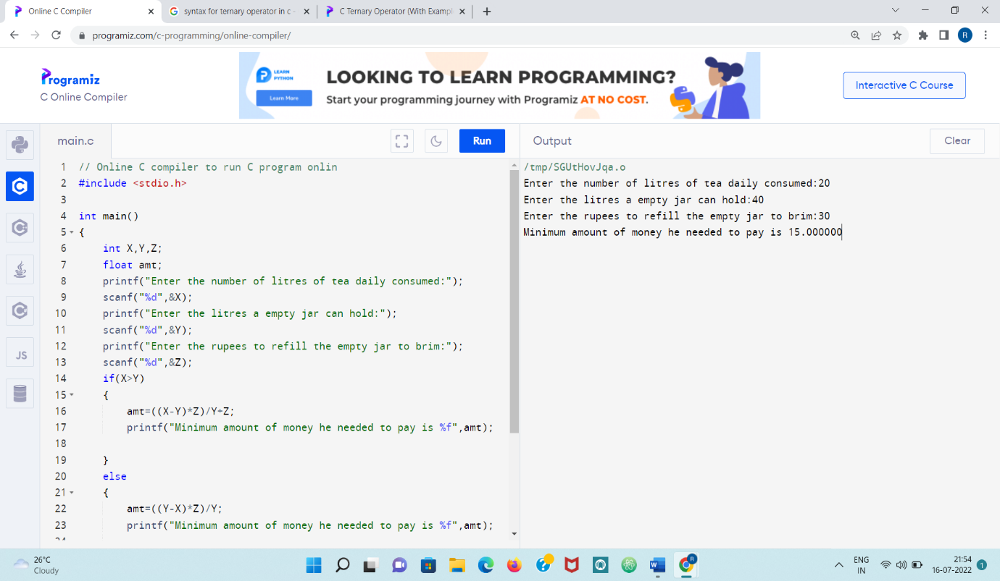 Online C Compiler
syntax for ternary operator in c -
C Ternary Operator (With Exampl
programiz.com/c-programming/online-compiler/
R
Programiz
C Online Compiler
LEARN
PYTHON
Learn More
LOOKING TO LEARN PROGRAMMING?
Start your programming journey with Programiz AT NO COST.
Interactive C Course
main.c
Run
Output
Clear
1 // Online C compiler to run C program onlin
2 #include <stdio.h>
3
4 int main()
5 {
6 int X,Y,Z;
7 float amt;
8 printf("Enter the number of litres of tea daily consumed:");
9 scanf("%d",&X);
10 printf("Enter the litres a empty jar can hold:");
11 scanf("%d",&Y);
12 printf("Enter the rupees to refill the empty jar to brim:");
13 scanf("%d",&Z);
14 if(X>Y)
15 {
16 amt=((X-Y)*Z)/Y+Z;
17 printf("Minimum amount of money he needed to pay is %f",amt);
18
19 }
20 else
21 {
22 amt=((Y-X)*Z)/Y;
23 printf("Minimum amount of money he needed to pay is %f",amt);
/tmp/SGUtHovJqa.o
Enter the number of litres of tea daily consumed:20
Enter the litres a empty jar can hold:40
Enter the rupees to refill the empty jar to brim:30
Minimum amount of money he needed to pay is 15.000000
JS
26°C
Cloudy
ENG
IN
21:54
16-07-2022
1